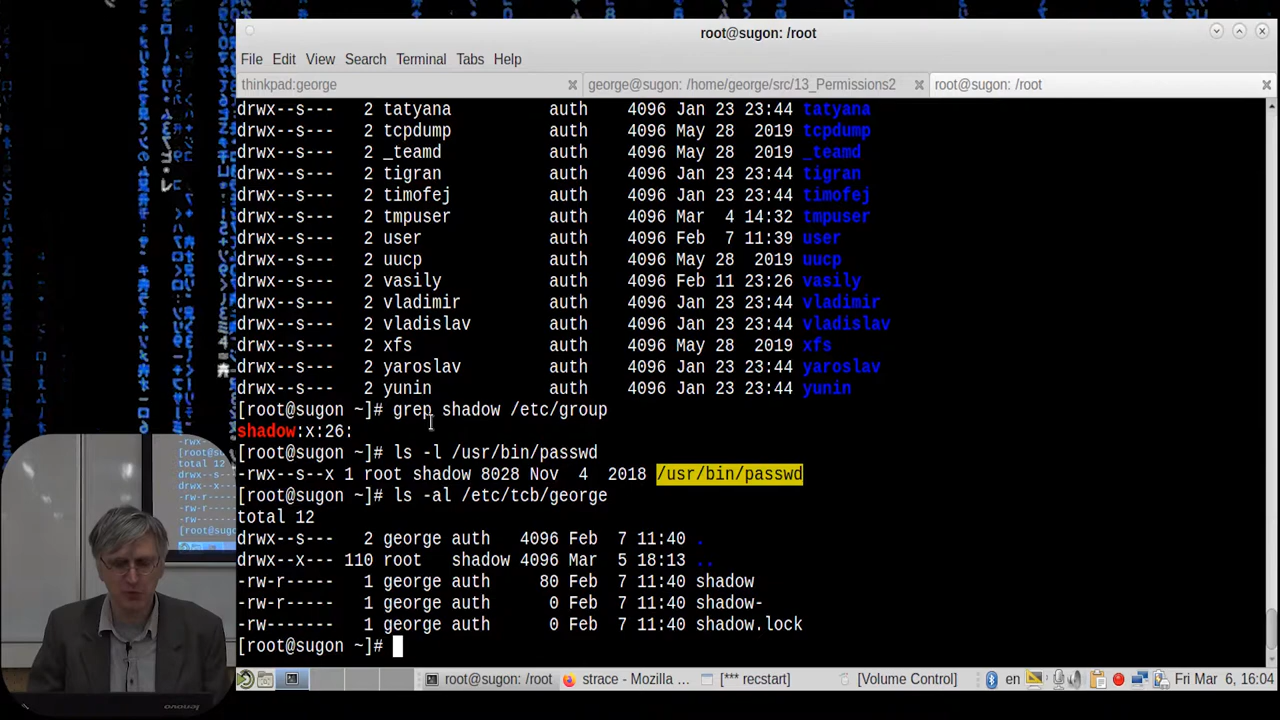 root@sugon: /root
File Edit View Search Terminal Tabs Help
thinkpad:george
george@sugon: /home/george/src/13_Permissions2
root@sugon: /root
drwx--s--- 2 tatyana auth 4096 Jan 23 23:44 tatyana
drwx--s--- 2 tcpdump auth 4096 May 28 2019 tcpdump
drwx--s--- 2 _teamd auth 4096 May 28 2019 _teamd
drwx--s--- 2 tigran auth 4096 Jan 23 23:44 tigran
drwx--s--- 2 timofej auth 4096 Jan 23 23:44 timofej
drwx--s--- 2 tmpuser auth 4096 Mar 4 14:32 tmpuser
drwx--s--- 2 user auth 4096 Feb 7 11:39 user
drwx--s--- 2 uucp auth 4096 May 28 2019 uucp
drwx--s--- 2 vasily auth 4096 Feb 11 23:26 vasily
drwx--s--- 2 vladimir auth 4096 Jan 23 23:44 vladimir
drwx--s--- 2 vladislav auth 4096 Jan 23 23:44 vladislav
drwx--s--- 2 xfs auth 4096 May 28 2019 xfs
drwx--s--- 2 yaroslav auth 4096 Jan 23 23:44 yaroslav
drwx--s--- 2 yunin auth 4096 Jan 23 23:44 yunin
[root@sugon ~]# grep shadow /etc/group
shadow:x:26:
[root@sugon ~]# ls -l /usr/bin/passwd
-rwx--s--x 1 root shadow 8028 Nov 4 2018 /usr/bin/passwd
[root@sugon ~]# ls -al /etc/tcb/george
total 12
drwx--s--- 2 george auth 4096 Feb 7 11:40 .
drwx--x--- 110 root shadow 4096 Mar 5 18:13 ..
-rw-r----- 1 george auth 80 Feb 7 11:40 shadow
-rw-r----- 1 george auth 0 Feb 7 11:40 shadow-
-rw------- 1 george auth 0 Feb 7 11:40 shadow.lock
[root@sugon ~]#
root@sugon: /root
strace - Mozilla ...
[*** recstart]
[Volume Control]
en
Fri Mar 6, 16:04